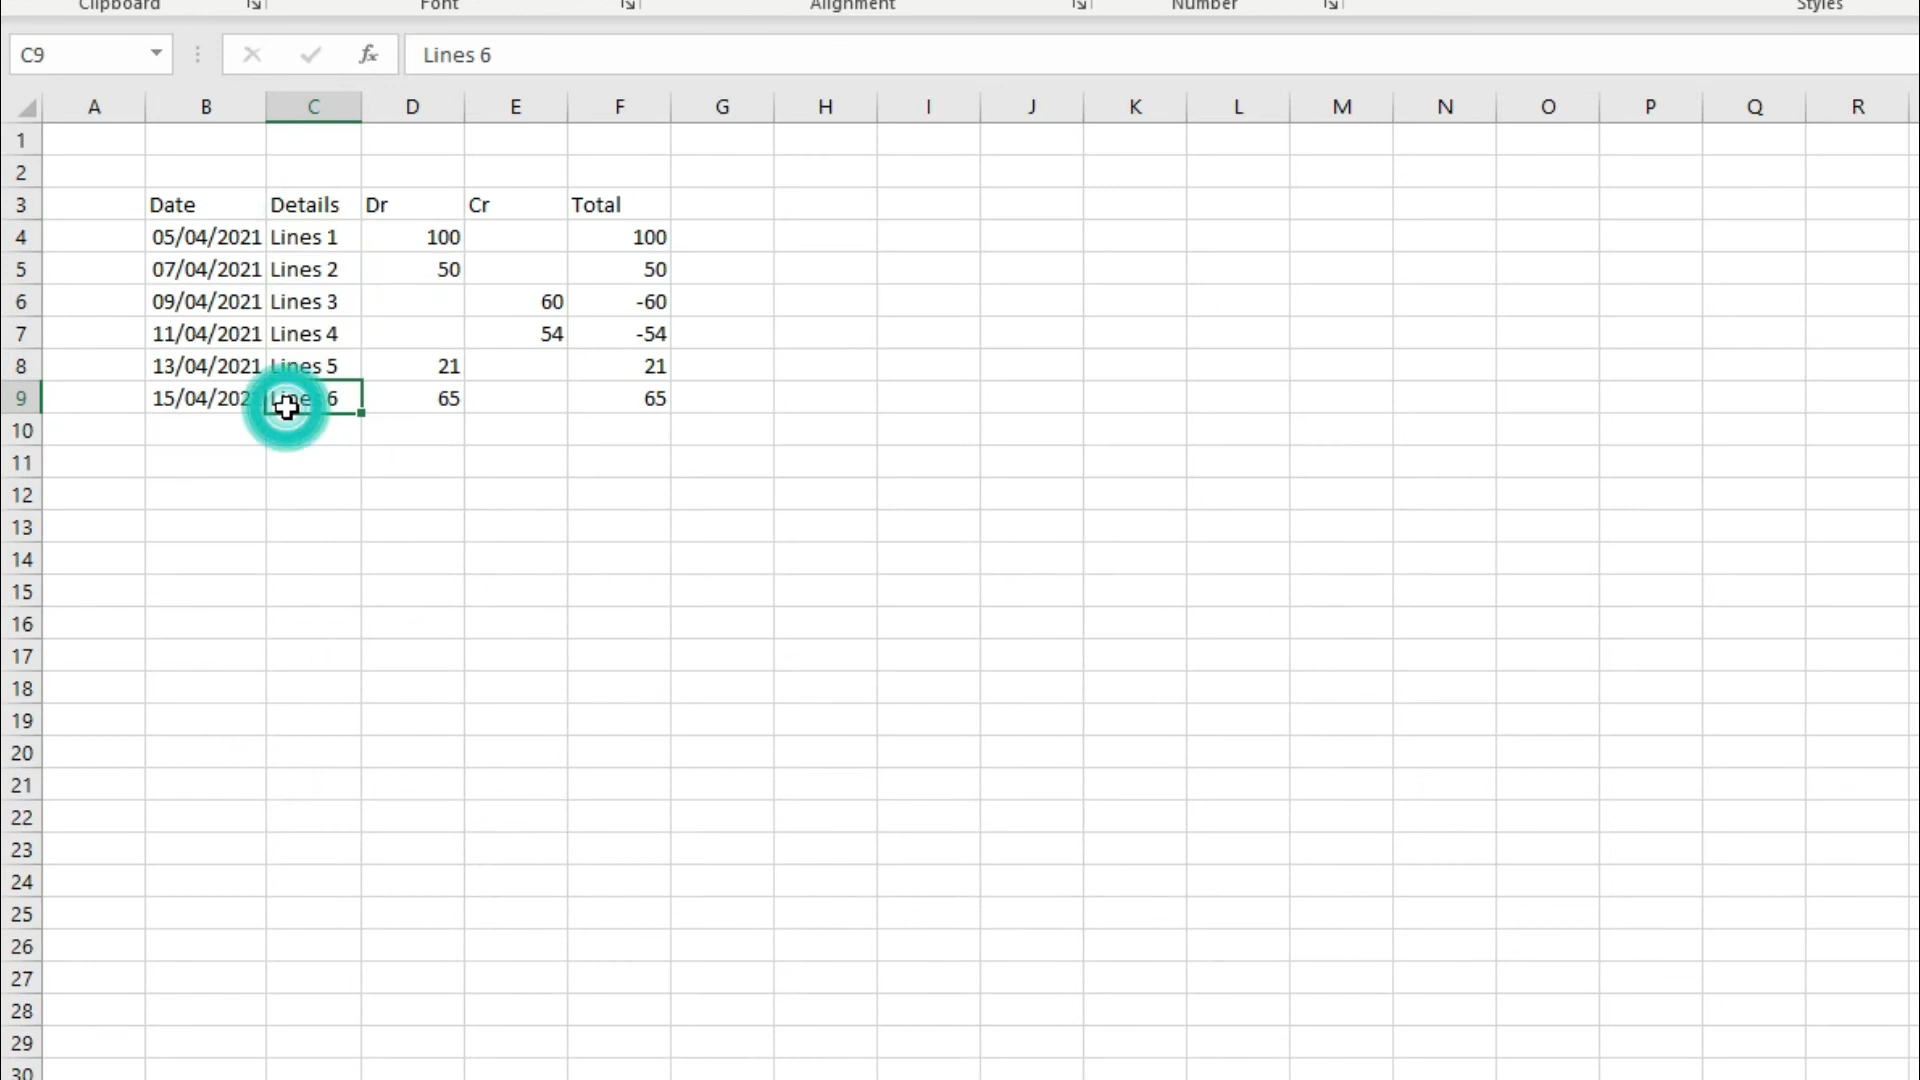 Clipboard Font Alignment Number Styles
C9 fx Lines 6
A B C D E F G H I J K L M N O P Q R
1
2
3 Date Details Dr Cr Total
4 05/04/2021 Lines 1 100 100
5 07/04/2021 Lines 2 50 50
6 09/04/2021 Lines 3 60 -60
7 11/04/2021 Lines 4 54 -54
8 13/04/2021 Lines 5 21 21
9 15/04/202 Lines 6 65 65
10
11
12
13
14
15
16
17
18
19
20
21
22
23
24
25
26
27
28
29
30